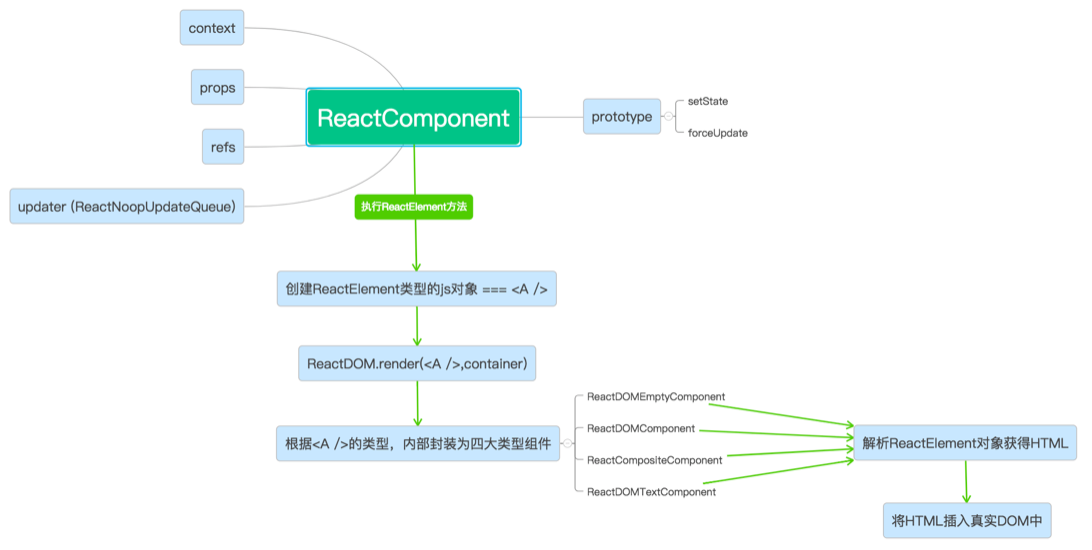 context
props
refs
updater (ReactNoopUpdateQueue)
ReactComponent
prototype
setState
forceUpdate
执行ReactElement方法
创建ReactElement类型的js对象 === <A />
ReactDOM.render(<A />,container)
根据<A />的类型，内部封装为四大类型组件
ReactDOMEmptyComponent
ReactDOMComponent
ReactCompositeComponent
ReactDOMTextComponent
解析ReactElement对象获得HTML
将HTML插入真实DOM中